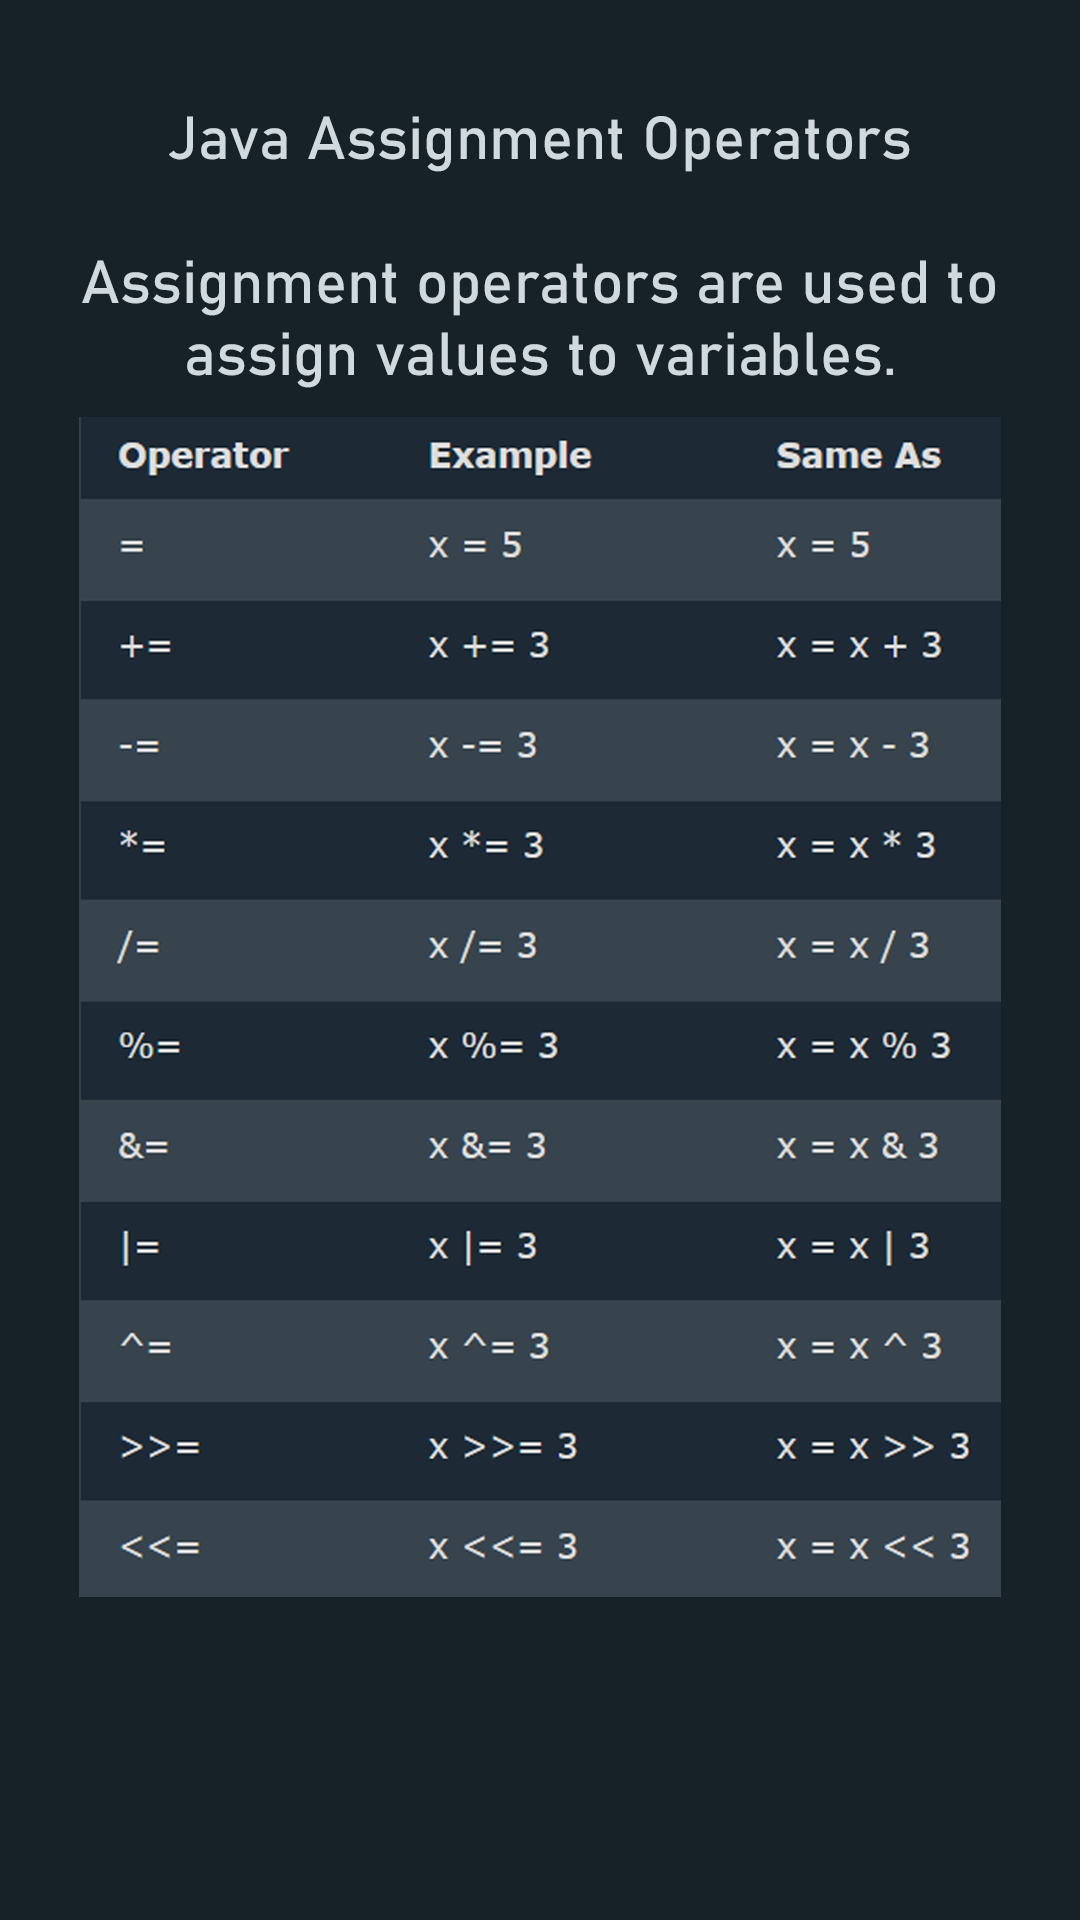 Java Assignment Operators
Assignment operators are used to
assign values to variables.
Operator Example Same As
= x = 5 x = 5
+= x += 3 x = x + 3
-= x -= 3 x = x - 3
*= x *= 3 x = x * 3
/= x /= 3 x = x / 3
%= x %= 3 x = x % 3
&= x &= 3 x = x & 3
|= x |= 3 x = x | 3
^= x ^= 3 x = x ^ 3
>>= x >>= 3 x = x >> 3
<<= x <<= 3 x = x << 3